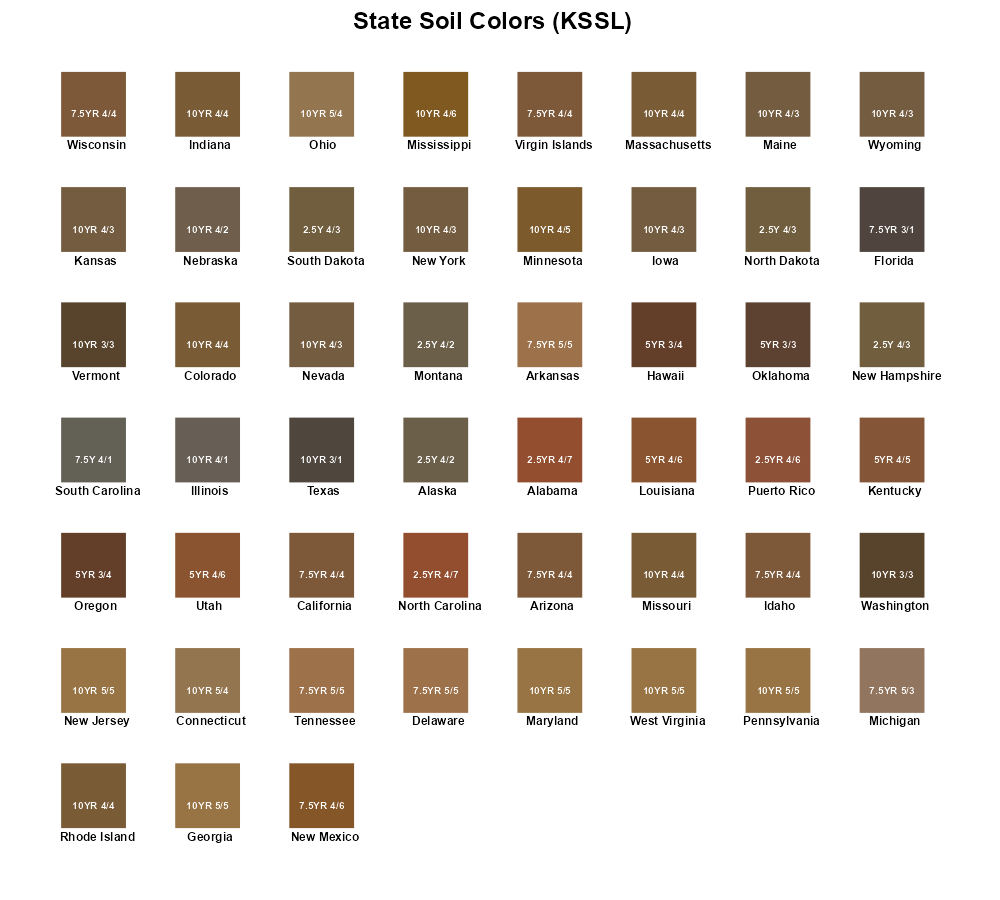 State Soil Colors (KSSL)
7.5YR 4/4 10YR 4/4 10YR 5/4 10YR 4/6 7.5YR 4/4 10YR 4/4 10YR 4/3 10YR 4/3
Wisconsin Indiana Ohio Mississippi Virgin Islands Massachusetts Maine Wyoming
10YR 4/3 10YR 4/2 2.5Y 4/3 10YR 4/3 10YR 4/5 10YR 4/3 2.5Y 4/3 7.5YR 3/1
Kansas Nebraska South Dakota New York Minnesota Iowa North Dakota Florida
10YR 3/3 10YR 4/4 10YR 4/3 2.5Y 4/2 7.5YR 5/5 5YR 3/4 5YR 3/3 2.5Y 4/3
Vermont Colorado Nevada Montana Arkansas Hawaii Oklahoma New Hampshire
7.5Y 4/1 10YR 4/1 10YR 3/1 2.5Y 4/2 2.5YR 4/7 5YR 4/6 2.5YR 4/6 5YR 4/5
South Carolina Illinois Texas Alaska Alabama Louisiana Puerto Rico Kentucky
5YR 3/4 5YR 4/6 7.5YR 4/4 2.5YR 4/7 7.5YR 4/4 10YR 4/4 7.5YR 4/4 10YR 3/3
Oregon Utah California North Carolina Arizona Missouri Idaho Washington
10YR 5/5 10YR 5/4 7.5YR 5/5 7.5YR 5/5 10YR 5/5 10YR 5/5 10YR 5/5 7.5YR 5/3
New Jersey Connecticut Tennessee Delaware Maryland West Virginia Pennsylvania Michigan
10YR 4/4 10YR 5/5 7.5YR 4/6
Rhode Island Georgia New Mexico